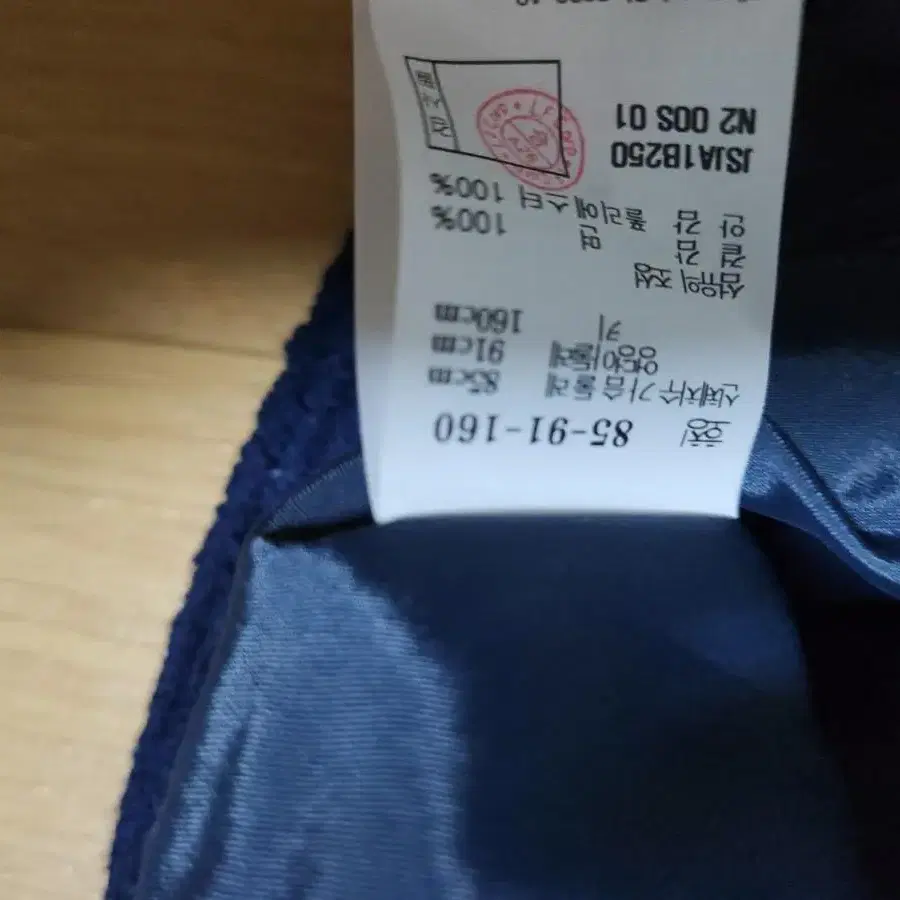 호칭 85-91-160
신체치수 가슴둘레 85cm
엉덩이둘레 91cm
키 160cm
섬유의 조성
겉감 면 100%
안감 폴리에스터 100%
JSJA1B250
N2 00S 01